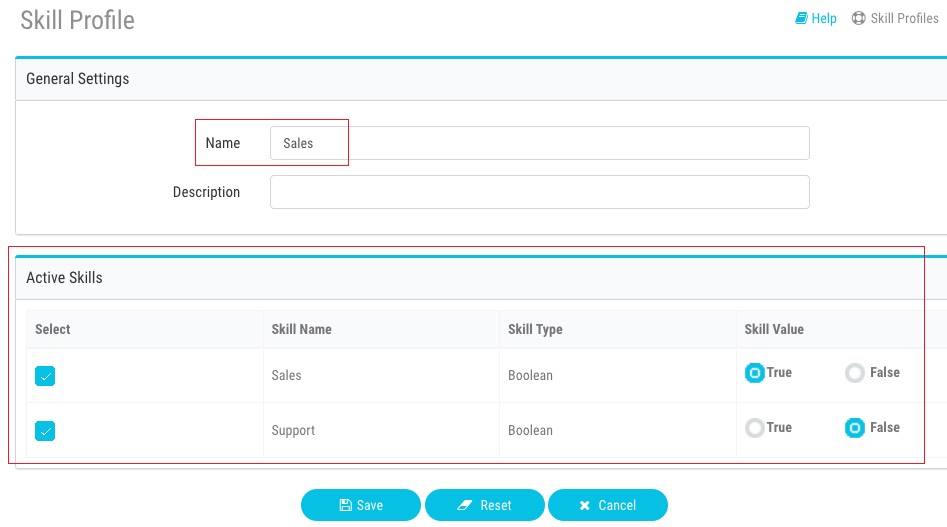 Skill Profile
Help Skill Profiles
General Settings
Name Sales
Description
Active Skills
Select Skill Name Skill Type Skill Value
Sales Boolean True False
Support Boolean True False
Save Reset Cancel